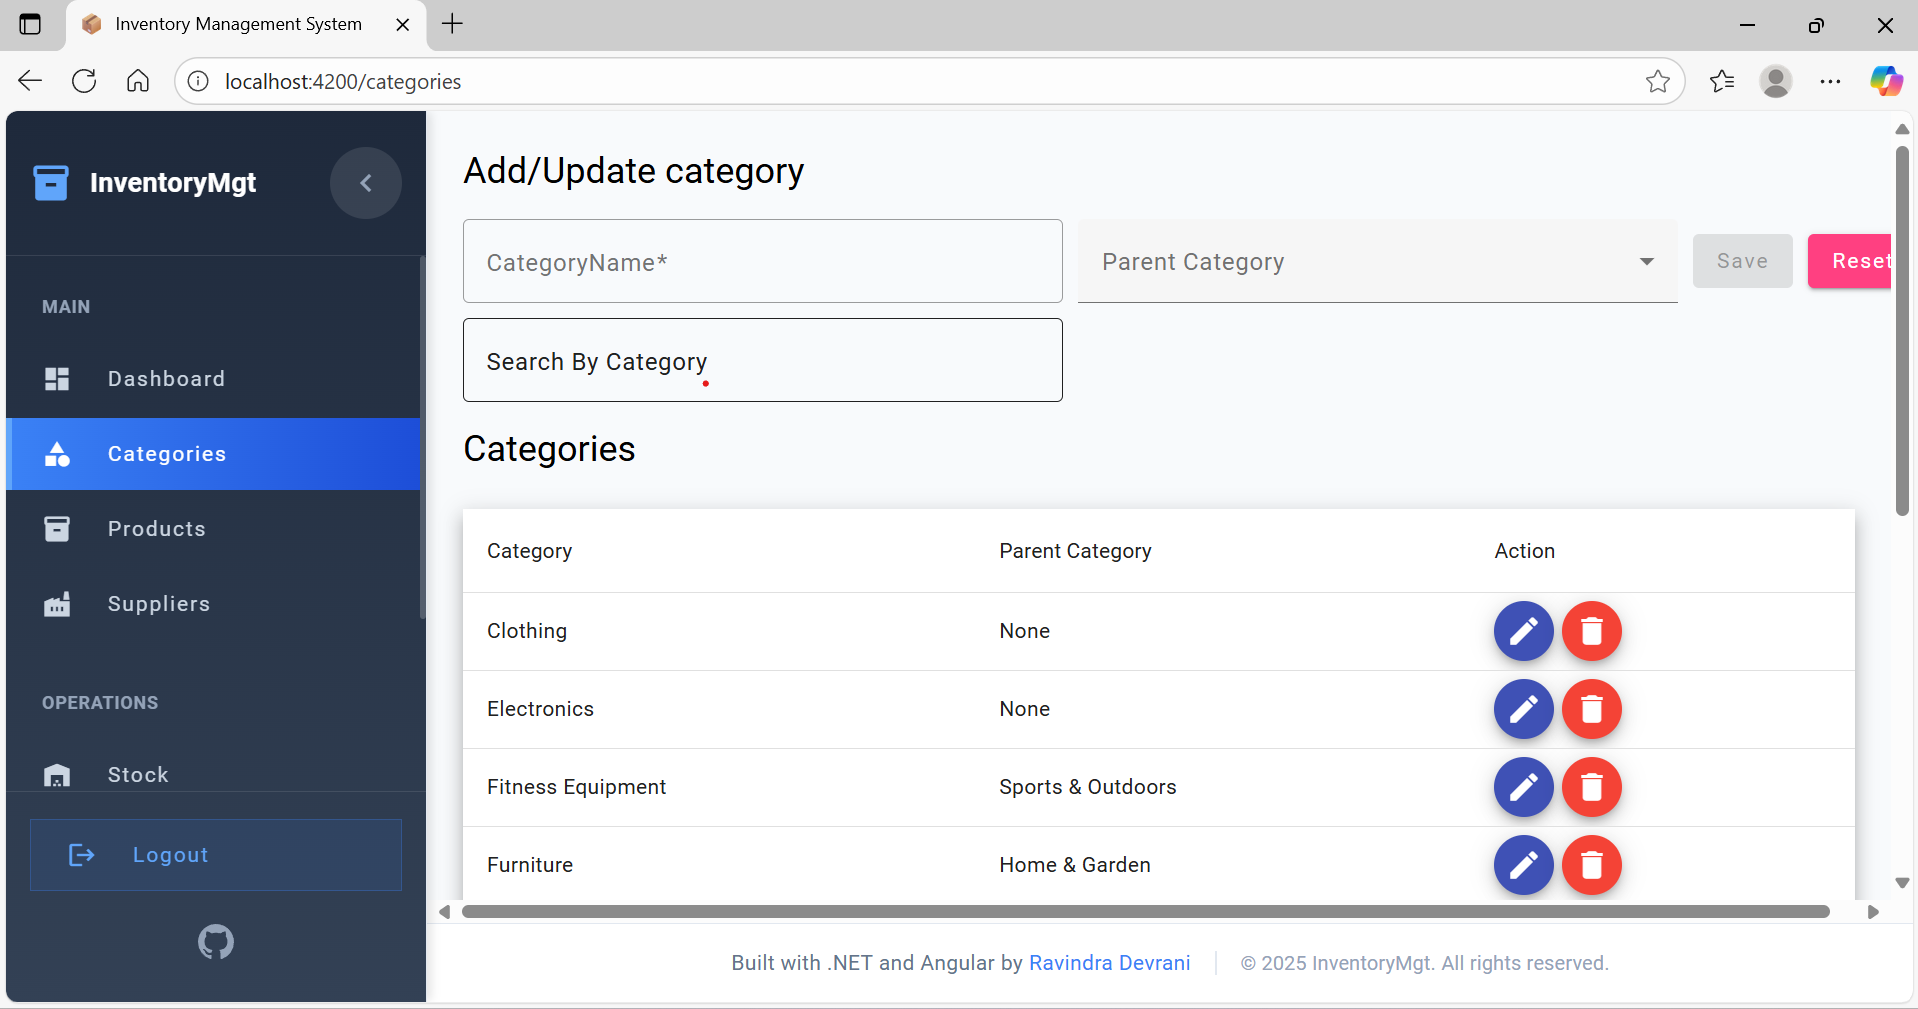 Inventory Management System
localhost:4200/categories
InventoryMgt
MAIN
Dashboard
Categories
Products
Suppliers
OPERATIONS
Stock
Logout
Add/Update category
CategoryName*
Parent Category
Save
Reset
Search By Category
Categories
Category Parent Category Action
Clothing None
Electronics None
Fitness Equipment Sports & Outdoors
Furniture Home & Garden
Built with .NET and Angular by Ravindra Devrani © 2025 InventoryMgt. All rights reserved.